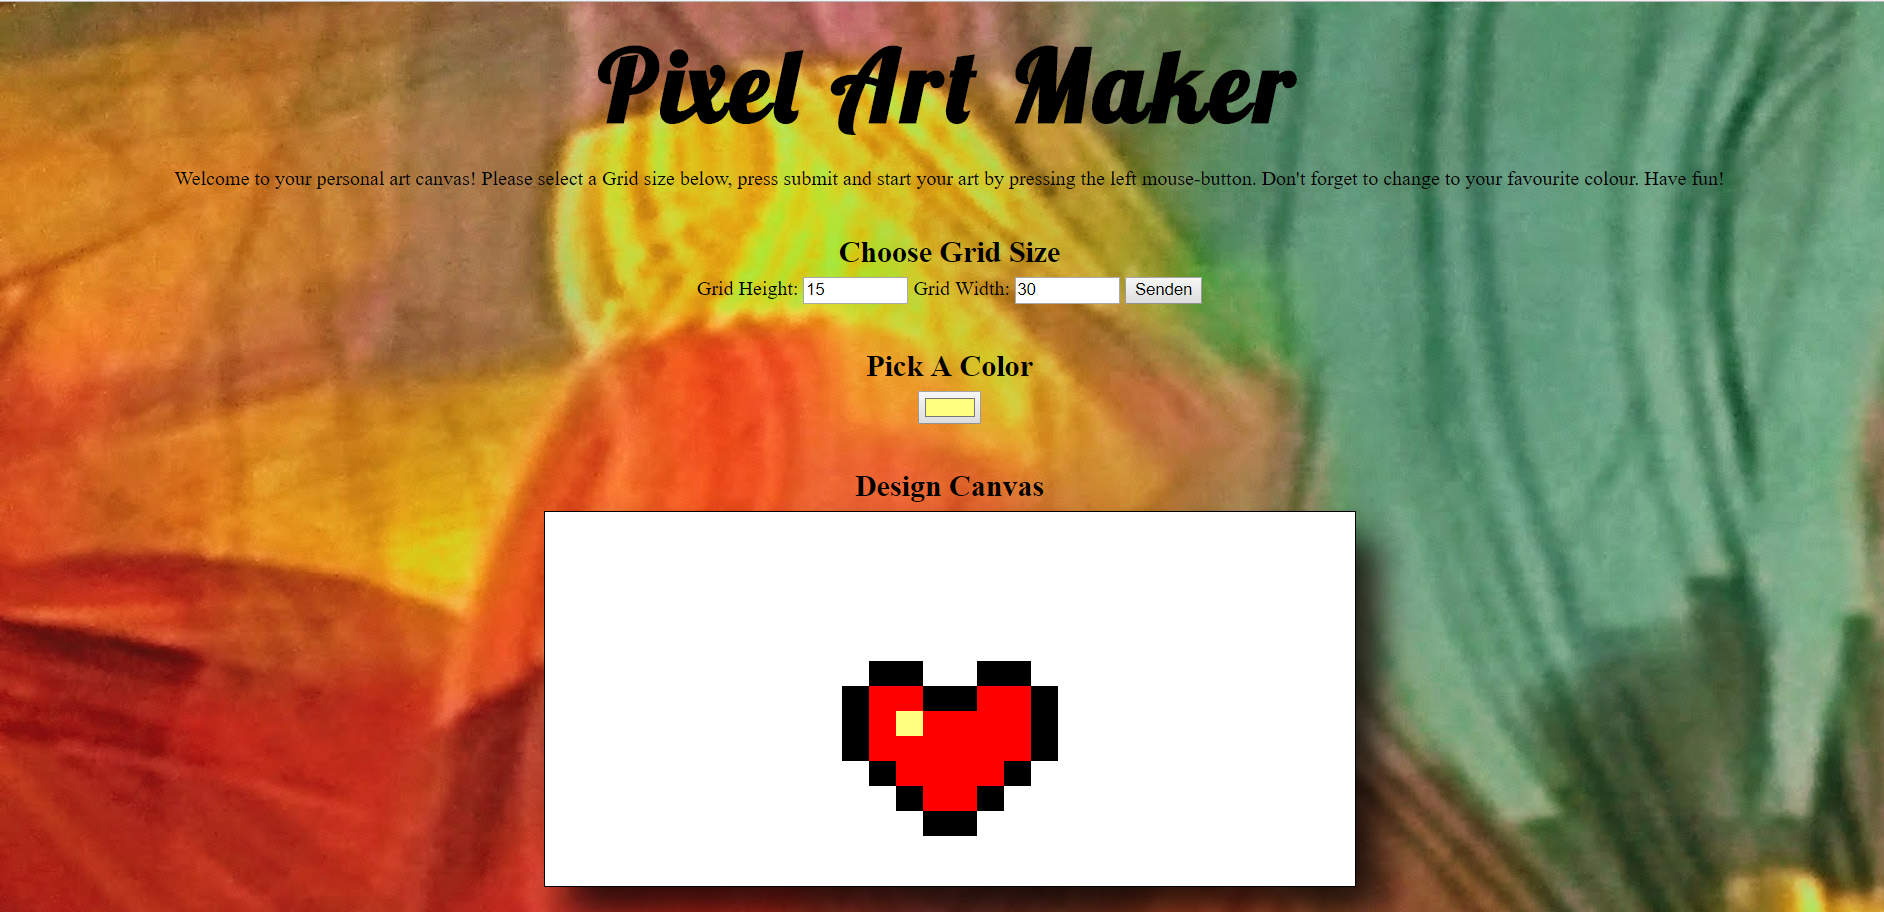 Pixel Art Maker
Welcome to your personal art canvas! Please select a Grid size below, press submit and start your art by pressing the left mouse-button. Don't forget to change to your favourite colour. Have fun!
Choose Grid Size
Grid Height: 15 Grid Width: 30 Senden
Pick A Color
Design Canvas